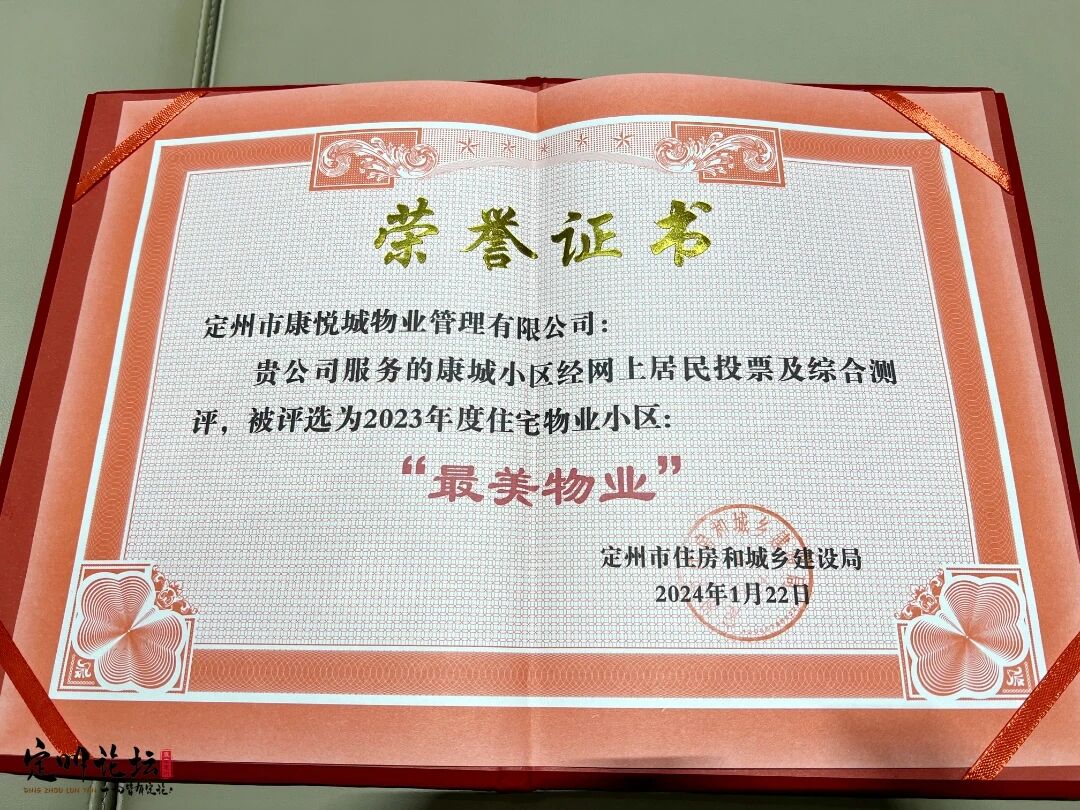 荣誉证书
定州市康悦城物业管理有限公司：
贵公司服务的康城小区经网上居民投票及综合测
评，被评选为2023年度住宅物业小区：
“最美物业”
定州市住房和城乡建设局
2024年1月22日
定州论坛
DING ZHOU LUN TAN